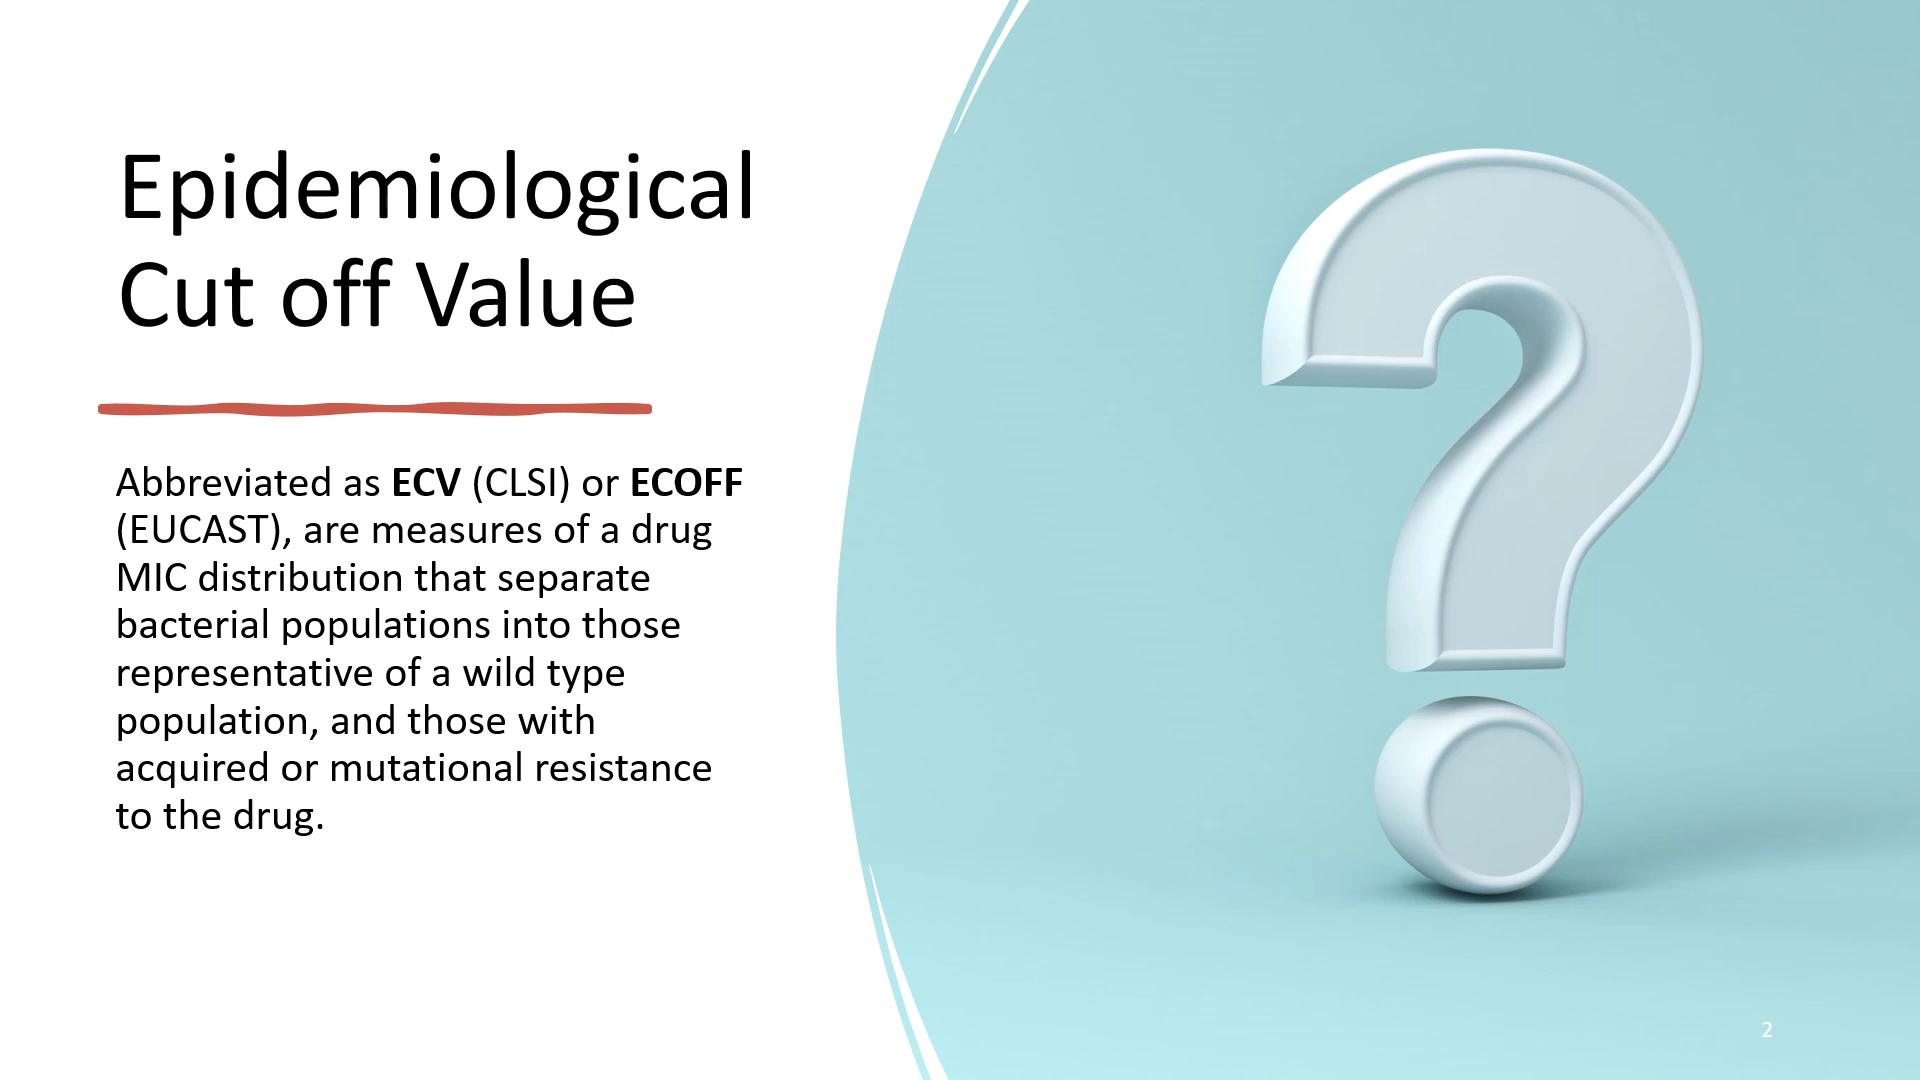 Epidemiological
Cut off Value
Abbreviated as ECV (CLSI) or ECOFF
(EUCAST), are measures of a drug
MIC distribution that separate
bacterial populations into those
representative of a wild type
population, and those with
acquired or mutational resistance
to the drug.
2